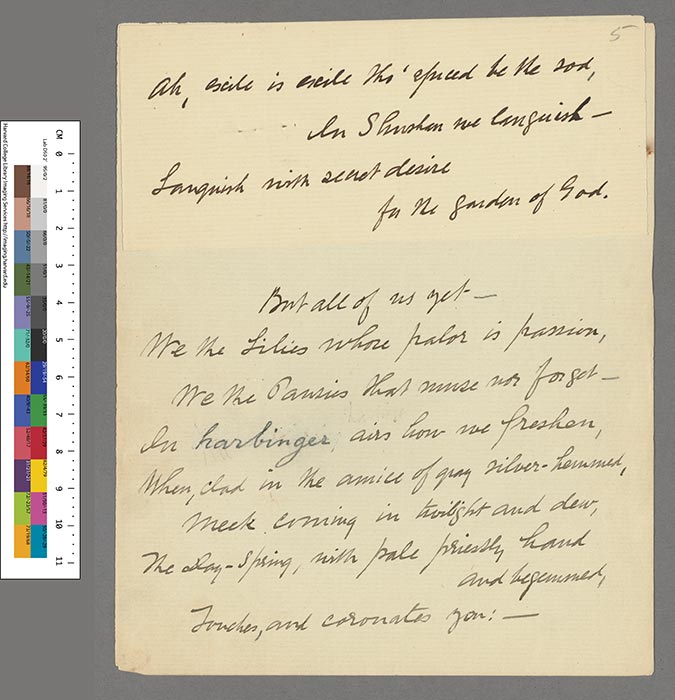 5
Ah, exile is exile tho' spiced be the sod,
In Shushan we languish—
Languish with secret desire
for the garden of God.
But all of us yet—
We the Lilies whose palor is passion,
We the Pansies that muse nor forget—
In harbinger airs how we freshen,
When, clad in the amice of gray silver-hemmed,
Meek coming in twilight and dew,
The Day-Spring, with pale priestly hand
and begemmed,
Touches, and coronates you:—
CM 0 1 2 3 4 5 6 7 8 9 10 11
Harvard College Library Imaging Services http://imaging.harvard.edu